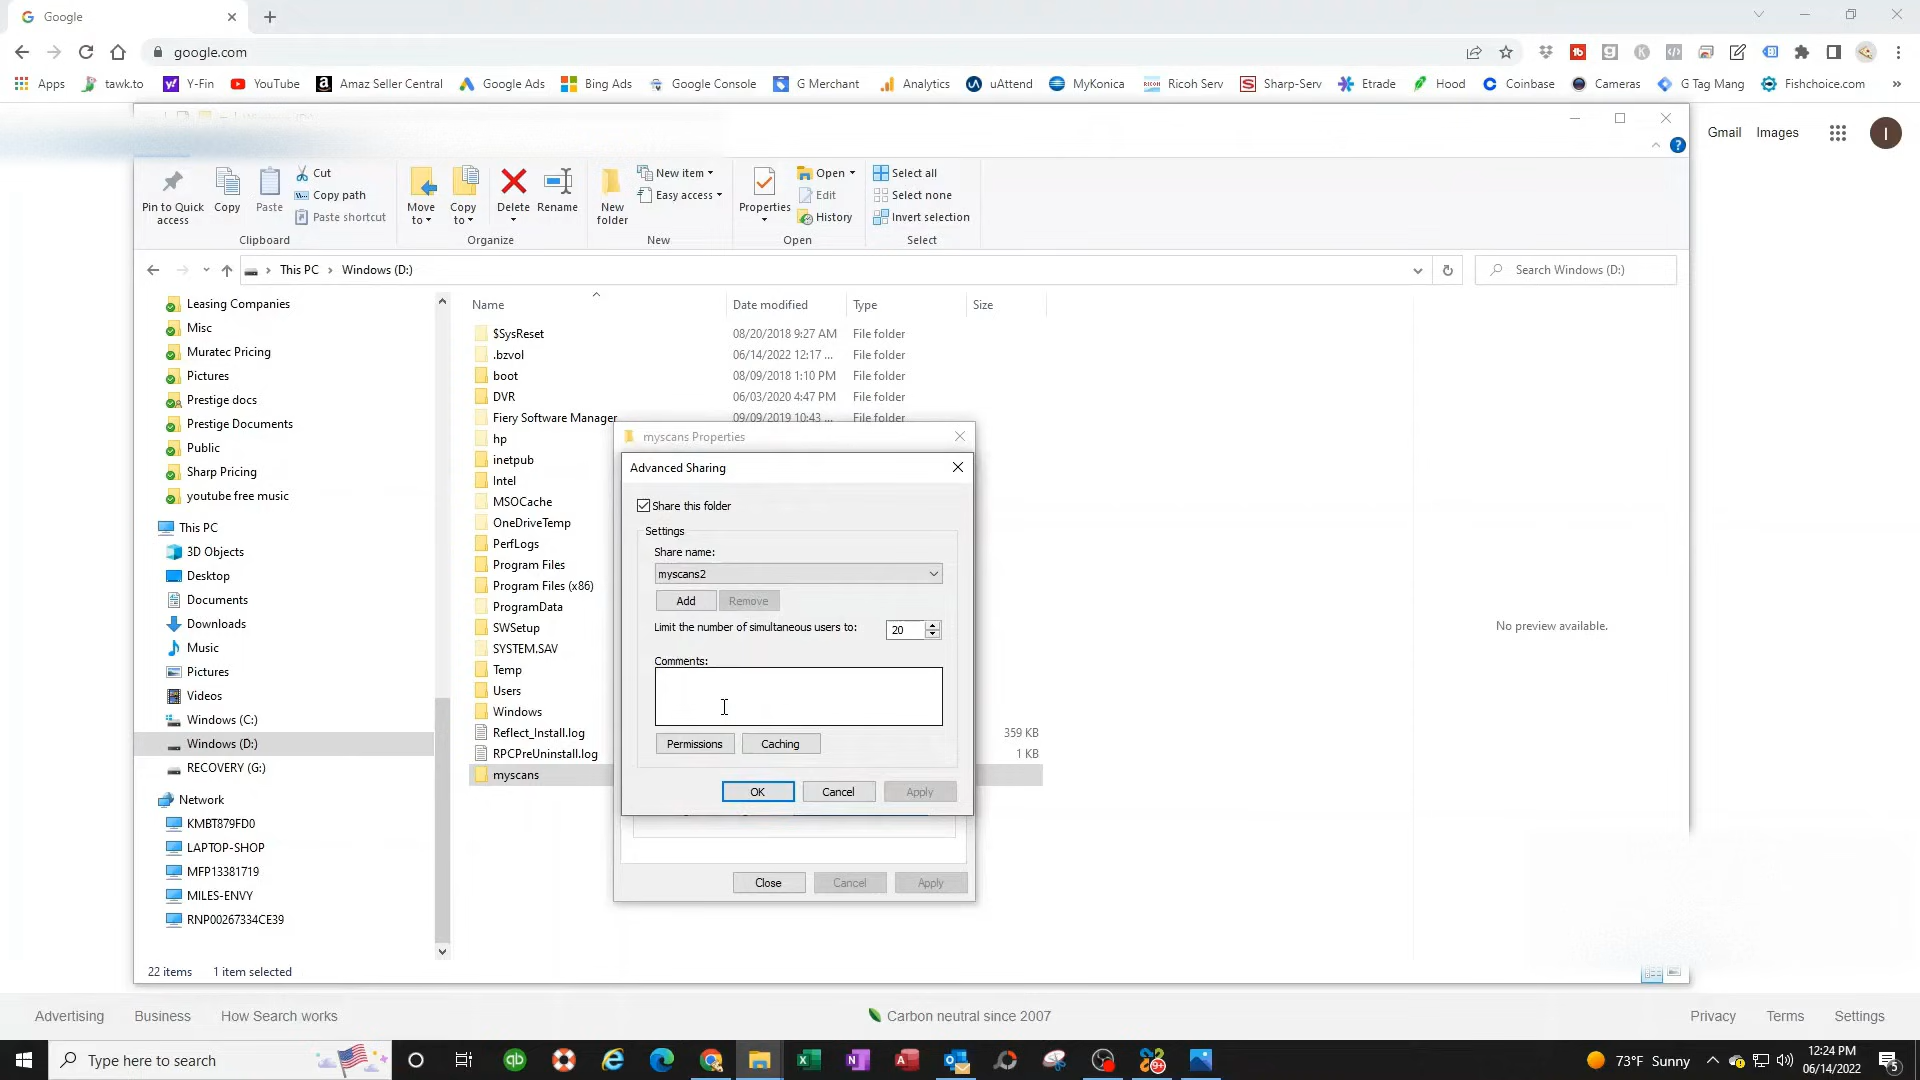 Google
google.com
Apps tawk.to Y-Fin YouTube Amaz Seller Central Google Ads Bing Ads Google Console G Merchant Analytics uAttend MyKonica Ricoh Serv Sharp-Serv Etrade Hood Coinbase Cameras G Tag Mang Fishchoice.com »
Gmail Images I
Pin to Quick access
Copy
Paste
Cut
Copy path
Paste shortcut
Clipboard
Move to
Copy to
Delete
Rename
Organize
New folder
New item
Easy access
New
Properties
Open
Edit
History
Open
Select all
Select none
Invert selection
Select
This PC › Windows (D:)
Search Windows (D:)
Leasing Companies
Misc
Muratec Pricing
Pictures
Prestige docs
Prestige Documents
Public
Sharp Pricing
youtube free music
This PC
3D Objects
Desktop
Documents
Downloads
Music
Pictures
Videos
Windows (C:)
Windows (D:)
RECOVERY (G:)
Network
KMBT879FD0
LAPTOP-SHOP
MFP13381719
MILES-ENVY
RNP00267334CE39
Name Date modified Type Size
$SysReset 08/20/2018 9:27 AM File folder
.bzvol 06/14/2022 12:17 ... File folder
boot 08/09/2018 1:10 PM File folder
DVR 06/03/2020 4:47 PM File folder
Fiery Software Manager 09/09/2019 10:43 ... File folder
hp
inetpub
Intel
MSOCache
OneDriveTemp
PerfLogs
Program Files
Program Files (x86)
ProgramData
SWSetup
SYSTEM.SAV
Temp
Users
Windows
Reflect_Install.log 359 KB
RPCPreUninstall.log 1 KB
myscans
myscans Properties
Advanced Sharing
Share this folder
Settings
Share name:
myscans2
Add Remove
Limit the number of simultaneous users to: 20
Comments:
Permissions Caching
OK Cancel Apply
Close Cancel Apply
No preview available.
22 items 1 item selected
Advertising Business How Search works Carbon neutral since 2007 Privacy Terms Settings
Type here to search
99+
73°F Sunny
12:24 PM
06/14/2022
5